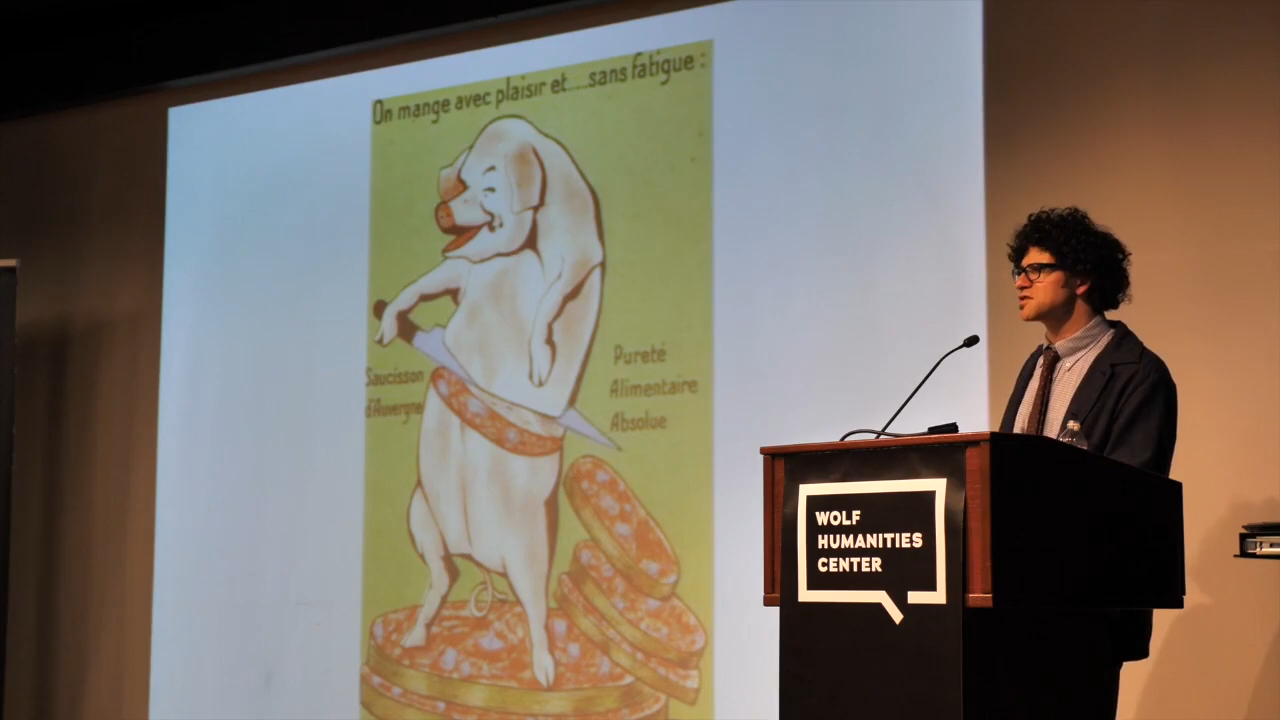 On mange avec plaisir et.....sans fatigue :
Saucisson
d'Auvergne
Pureté
Alimentaire
Absolue
WOLF
HUMANITIES
CENTER